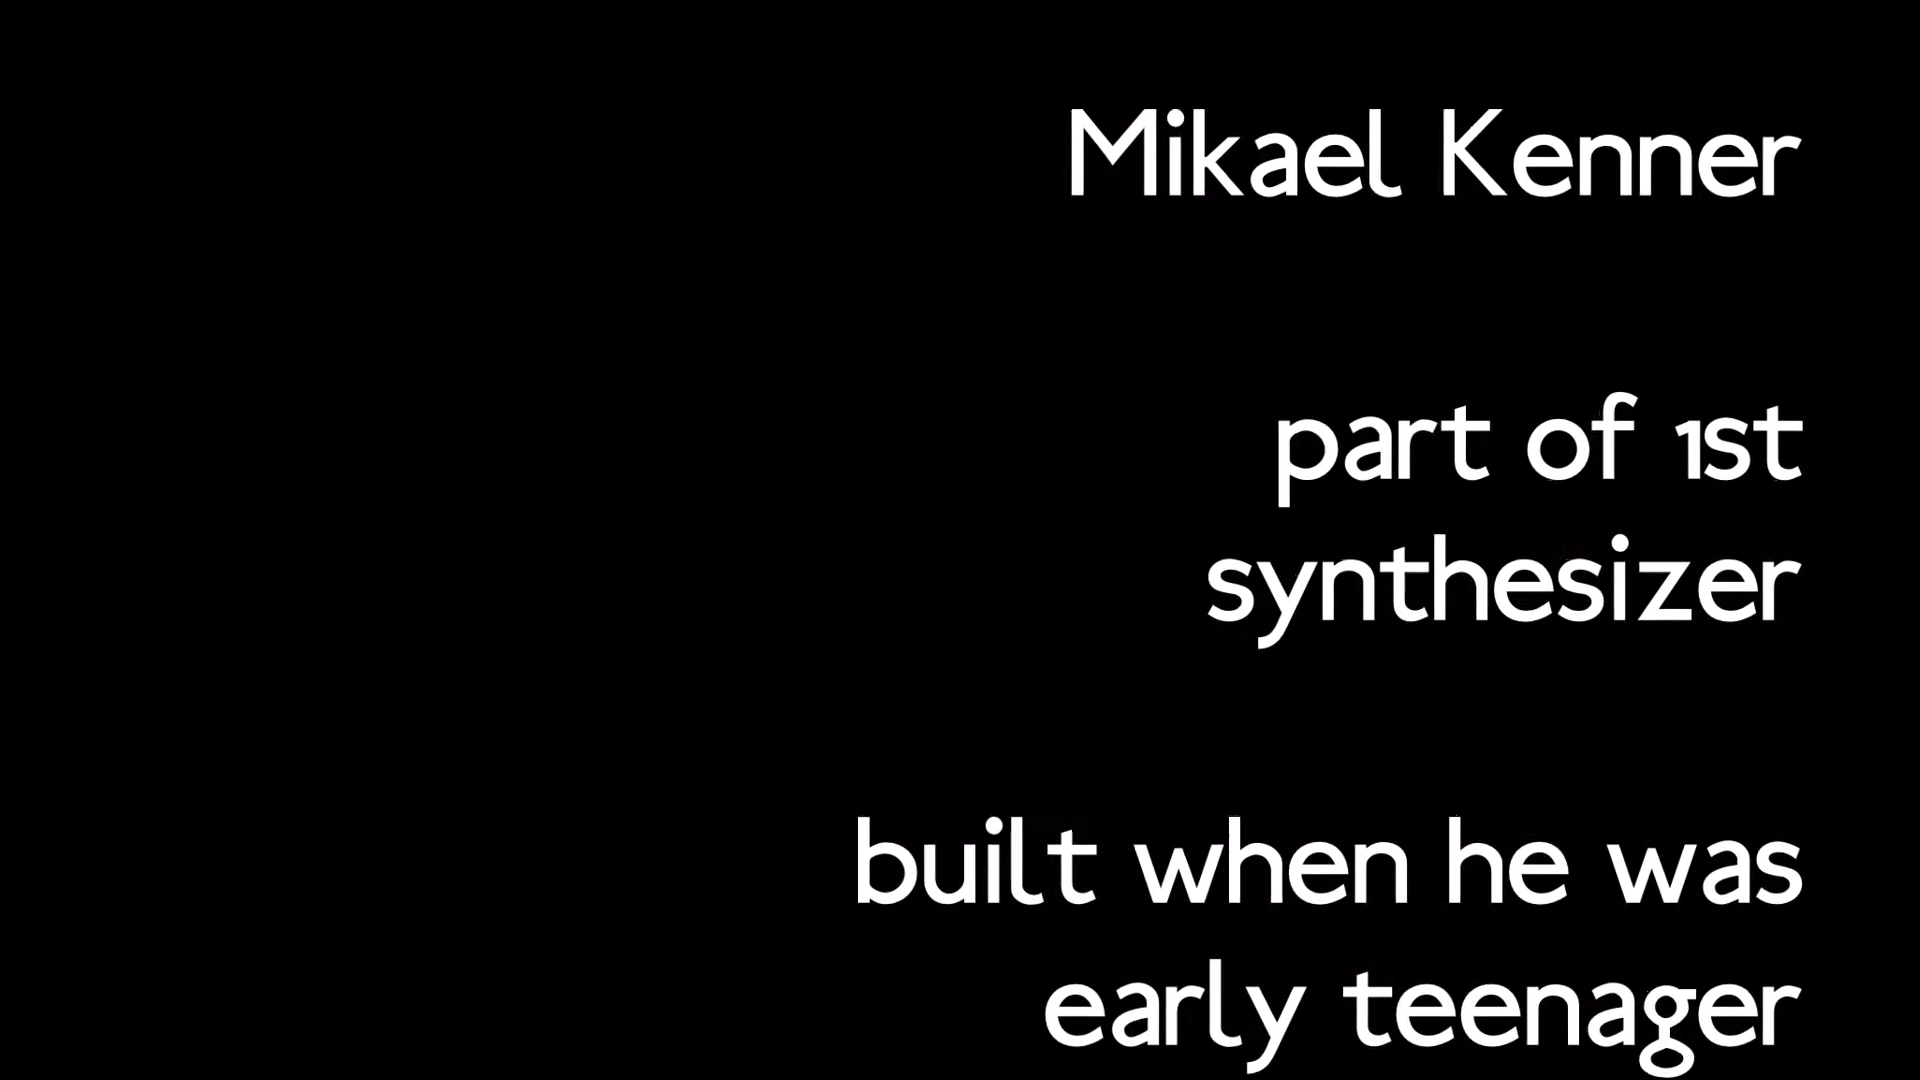 Mikael Kenner
part of 1st
synthesizer
built when he was
early teenager